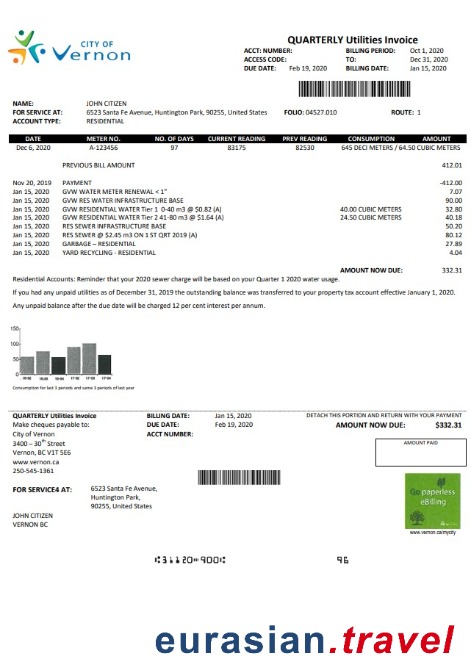 CITY OF
Vernon
QUARTERLY Utilities Invoice
ACCT: NUMBER: BILLING PERIOD: Oct 1, 2020
ACCESS CODE: TO: Dec 31, 2020
DUE DATE: Feb 19, 2020 BILLING DATE: Jan 15, 2020
NAME: JOHN CITIZEN
FOR SERVICE AT: 6523 Santa Fe Avenue, Huntington Park, 90255, United States FOLIO: 04527.010 ROUTE: 1
ACCOUNT TYPE: RESIDENTIAL
DATE METER NO. NO. OF DAYS CURRENT READING PREV READING CONSUMPTION AMOUNT
Dec 6, 2020 A-123456 97 83175 82530 645 DECI METERS / 64.50 CUBIC METERS
PREVIOUS BILL AMOUNT 412.01
Nov 20, 2019 PAYMENT -412.00
Jan 15, 2020 GVW WATER METER RENEWAL < 1" 7.07
Jan 15, 2020 GVW RES WATER INFRASTRUCTURE BASE 90.00
Jan 15, 2020 GVW RESIDENTIAL WATER Tier 1 0-40 m3 @ $0.82 (A) 40.00 CUBIC METERS 32.80
Jan 15, 2020 GVW RESIDENTIAL WATER Tier 2 41-80 m3 @ $1.64 (A) 24.50 CUBIC METERS 40.18
Jan 15, 2020 RES SEWER INFRASTRUCTURE BASE 50.20
Jan 15, 2020 RES SEWER @ $2.45 M3 ON 1 ST QRT 2019 (A) 80.12
Jan 15, 2020 GARBAGE – RESIDENTIAL 27.89
Jan 15, 2020 YARD RECYCLING - RESIDENTIAL 4.04
AMOUNT NOW DUE: 332.31
Residential Accounts: Reminder that your 2020 sewer charge will be based on your Quarter 1 2020 water usage.
If you had any unpaid utilities as of December 31, 2019 the outstanding balance was transferred to your property tax account effective January 1, 2020.
Any unpaid balance after the due date will be charged 12 per cent interest per annum.
150
100
50
0
Consumption for last 3 periods and same 3 periods of last year
QUARTERLY Utilities Invoice BILLING DATE: Jan 15, 2020 DETACH THIS PORTION AND RETURN WITH YOUR PAYMENT
Make cheques payable to: DUE DATE: Feb 19, 2020 AMOUNT NOW DUE: $332.31
City of Vernon ACCT NUMBER:
3400 – 30th Street
Vernon, BC V1T 5E6
www.vernon.ca
250-545-1361
AMOUNT PAID
FOR SERVICE4 AT: 6523 Santa Fe Avenue,
Huntington Park,
90255, United States
JOHN CITIZEN
VERNON BC
Go paperless
eBilling
www.vernon.ca/mycity
⑆31120⑉900⑆ 96
eurasian.travel